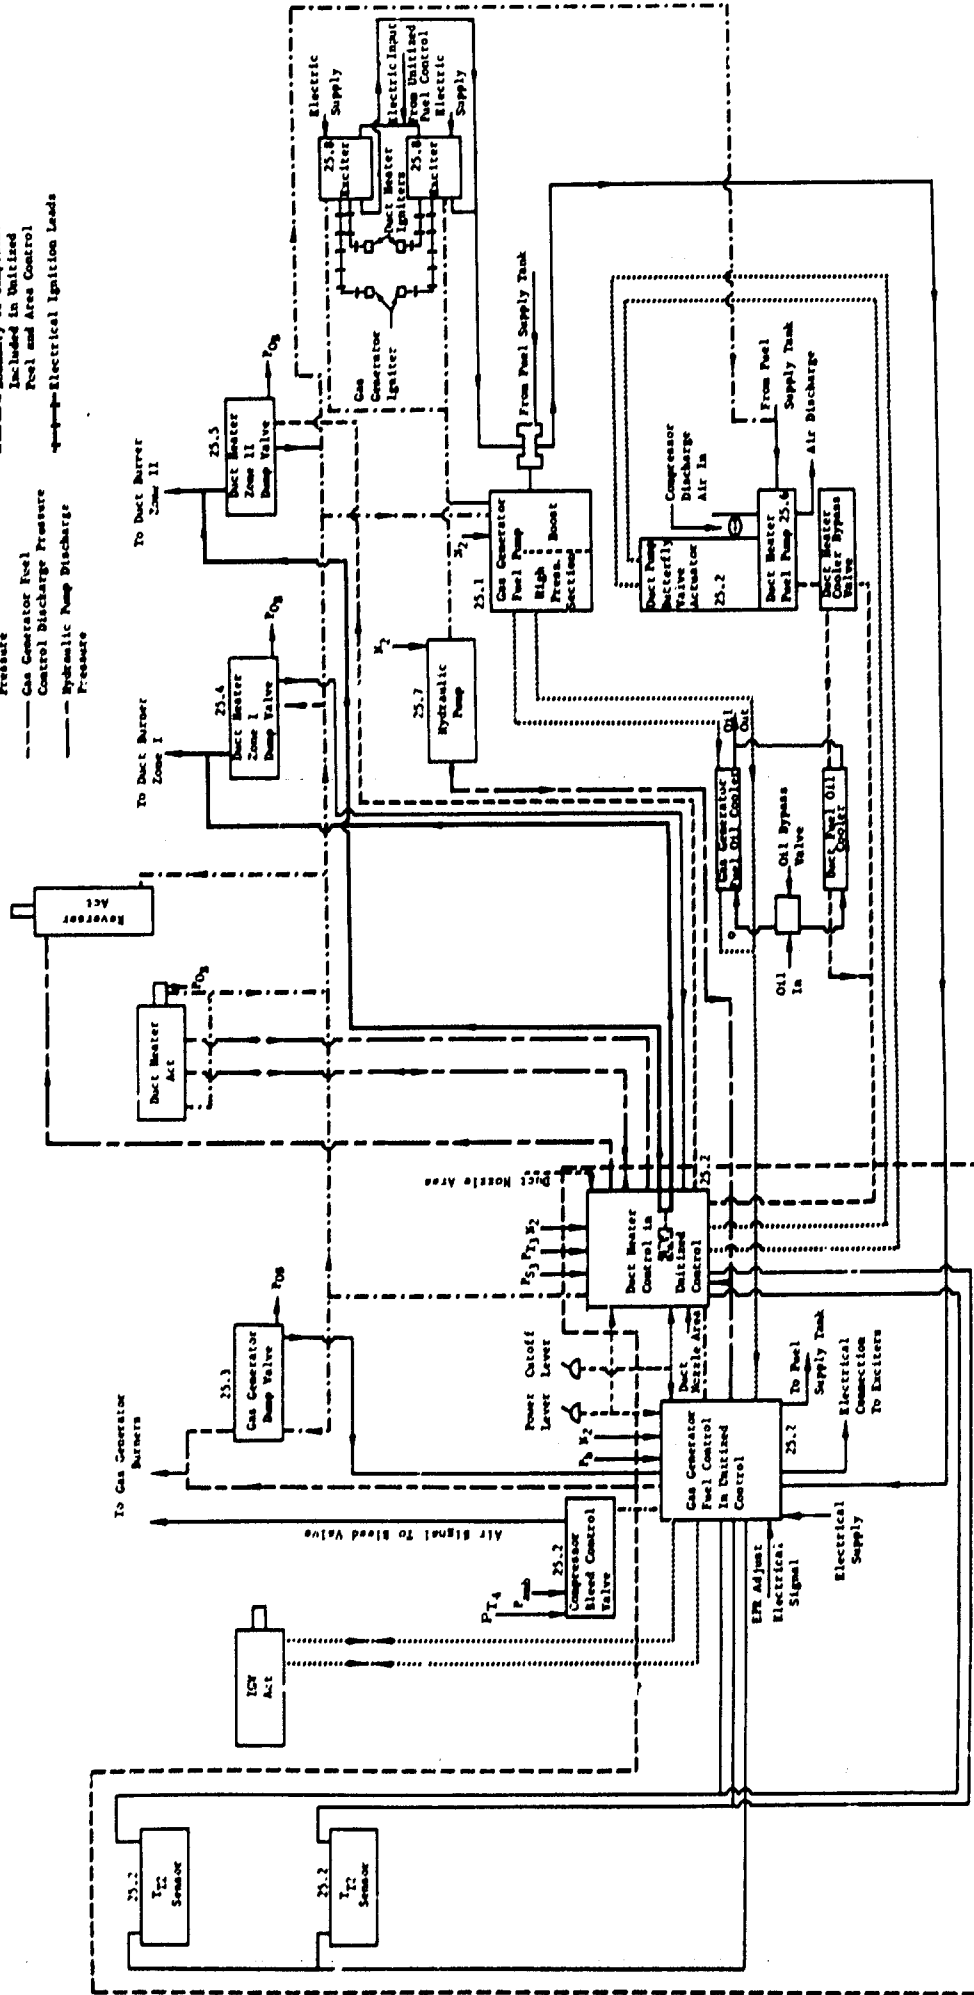 Pressure
Gas Generator Fuel
Control Discharge Pressure
Hydraulic Pump Discharge
Pressure
Included in Unitized
Fuel and Area Control
Electrical Ignition Leads
25.2
TT2
Sensor
25.2
TT2
Sensor
IGV
Act
To Gas Generator
Burners
Air Signal To Bleed Valve
PT4
Pamb
25.2
Compressor
Bleed Control
Valve
25.3
Gas Generator
Dump Valve
POB
Power
Lever
Cutoff
Lever
Pb
N2
Gas Generator
Fuel Control
In Unitized
Control
25.2
EPR Adjust
Electrical
Signal
Electrical
Supply
To Fuel
Supply Tank
Electrical
Connection
To Exciters
Duct
Nozzle Area
PS3
PT3
N2
Duct Nozzle Area
Duct Heater
Control in
Unitized
Control
25.2
Duct Heater
Act
POB
Reverser
Act
To Duct Burner
Zone I
25.4
Duct Heater
Zone I
Dump Valve
POB
To Duct Burner
Zone II
25.5
Duct Heater
Zone II
Dump Valve
POB
N2
25.7
Hydraulic
Pump
N2
25.1
Gas Generator
Fuel Pump
High
Press.
Section
Boost
From Fuel Supply Tank
Gas
Generator
Igniter
Duct Heater
Igniters
25.8
Exciter
25.8
Exciter
Electric
Supply
Electric Input
From Unitized
Fuel Control
Electric
Supply
Gas Generator
Fuel Oil Cooler
Oil
Out
Oil
In
Oil Bypass
Valve
Duct Fuel Oil
Cooler
Duct Pump
Butterfly
Valve
Actuator
25.2
Compressor
Discharge
Air In
Duct Heater
Fuel Pump 25.6
From Fuel
Supply Tank
Air Discharge
Duct Heater
Cooler Bypass
Valve